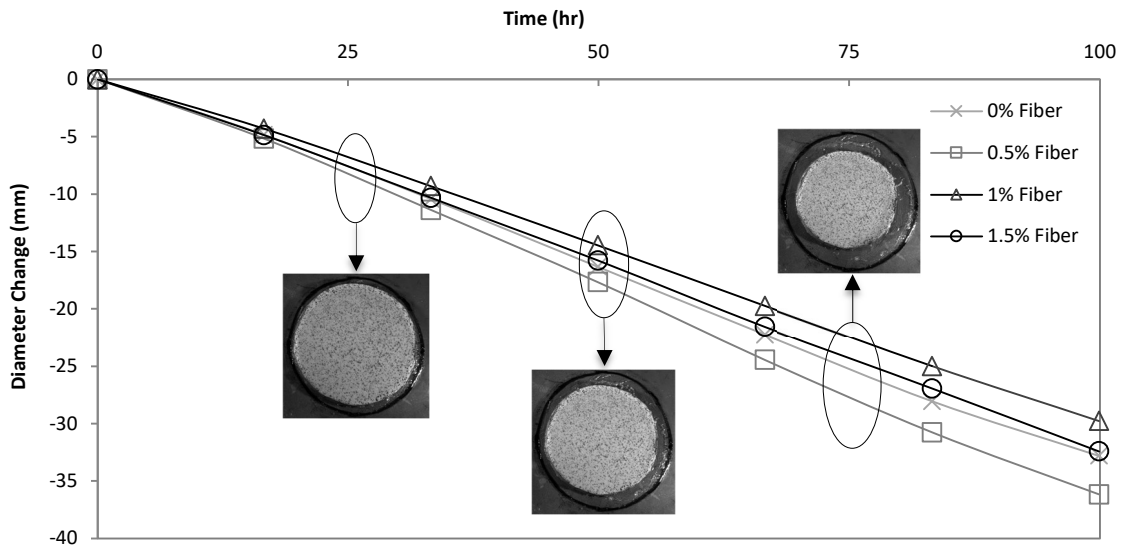 Time (hr)
0 25 50 75 100
0
-5
-10
-15
-20
-25
-30
-35
-40
Diameter Change (mm)
0% Fiber
0.5% Fiber
1% Fiber
1.5% Fiber